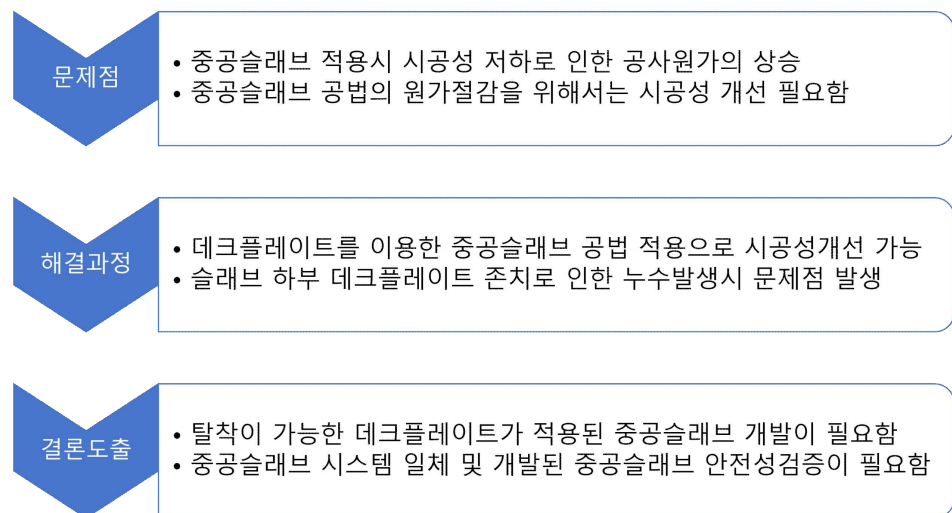 문제점
• 중공슬래브 적용시 시공성 저하로 인한 공사원가의 상승
• 중공슬래브 공법의 원가절감을 위해서는 시공성 개선 필요함
해결과정
• 데크플레이트를 이용한 중공슬래브 공법 적용으로 시공성개선 가능
• 슬래브 하부 데크플레이트 존치로 인한 누수발생시 문제점 발생
결론도출
• 탈착이 가능한 데크플레이트가 적용된 중공슬래브 개발이 필요함
• 중공슬래브 시스템 일체 및 개발된 중공슬래브 안전성검증이 필요함